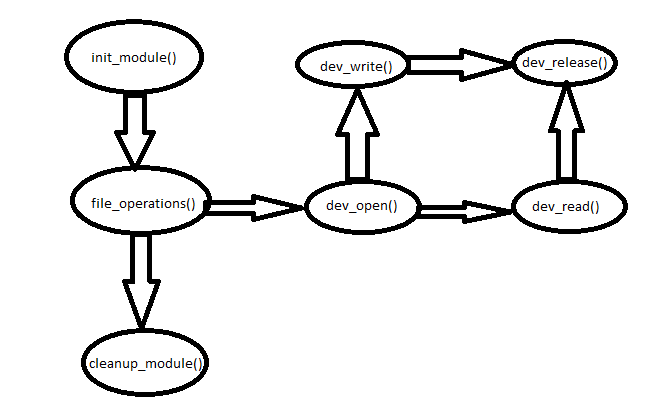 init_module()
dev_write()
dev_release()
file_operations()
dev_open()
dev_read()
cleanup_module()